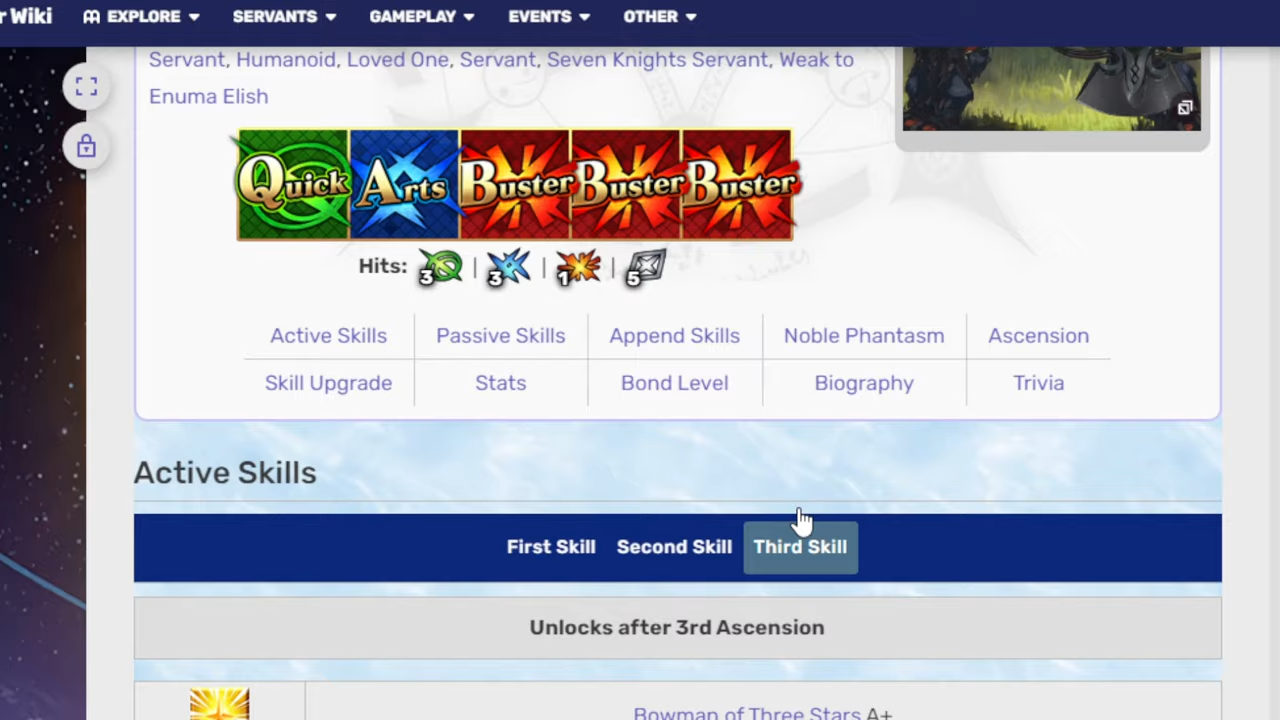 r Wiki EXPLORE SERVANTS GAMEPLAY EVENTS OTHER
Servant, Humanoid, Loved One, Servant, Seven Knights Servant, Weak to
Enuma Elish
Quick Arts Buster Buster Buster
Hits: 3 | 3 | 1 | 5
Active Skills Passive Skills Append Skills Noble Phantasm Ascension
Skill Upgrade Stats Bond Level Biography Trivia
Active Skills
First Skill Second Skill Third Skill
Unlocks after 3rd Ascension
Bowman of Three Stars A+